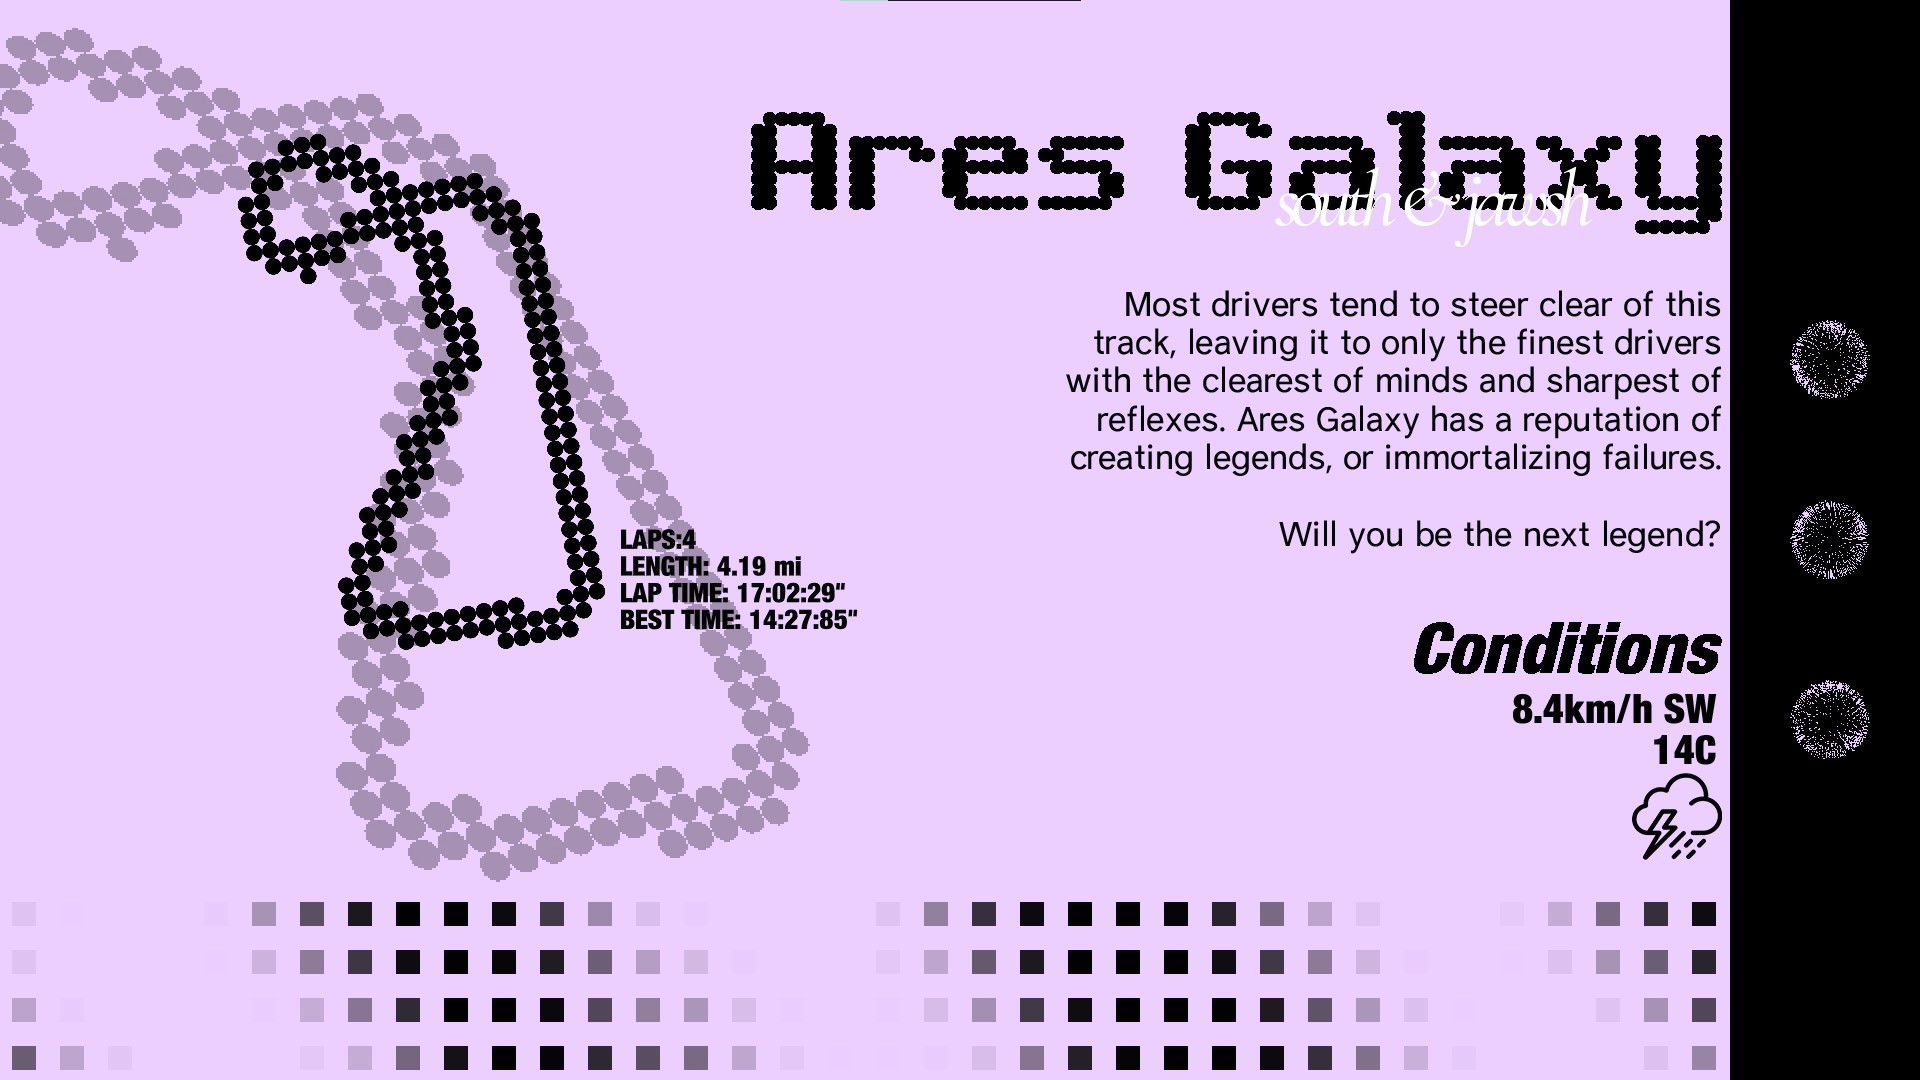 Ares Galaxy
south & jawsh
Most drivers tend to steer clear of this
track, leaving it to only the finest drivers
with the clearest of minds and sharpest of
reflexes. Ares Galaxy has a reputation of
creating legends, or immortalizing failures.
Will you be the next legend?
LAPS:4
LENGTH: 4.19 mi
LAP TIME: 17:02:29"
BEST TIME: 14:27:85"
Conditions
8.4km/h SW
14C